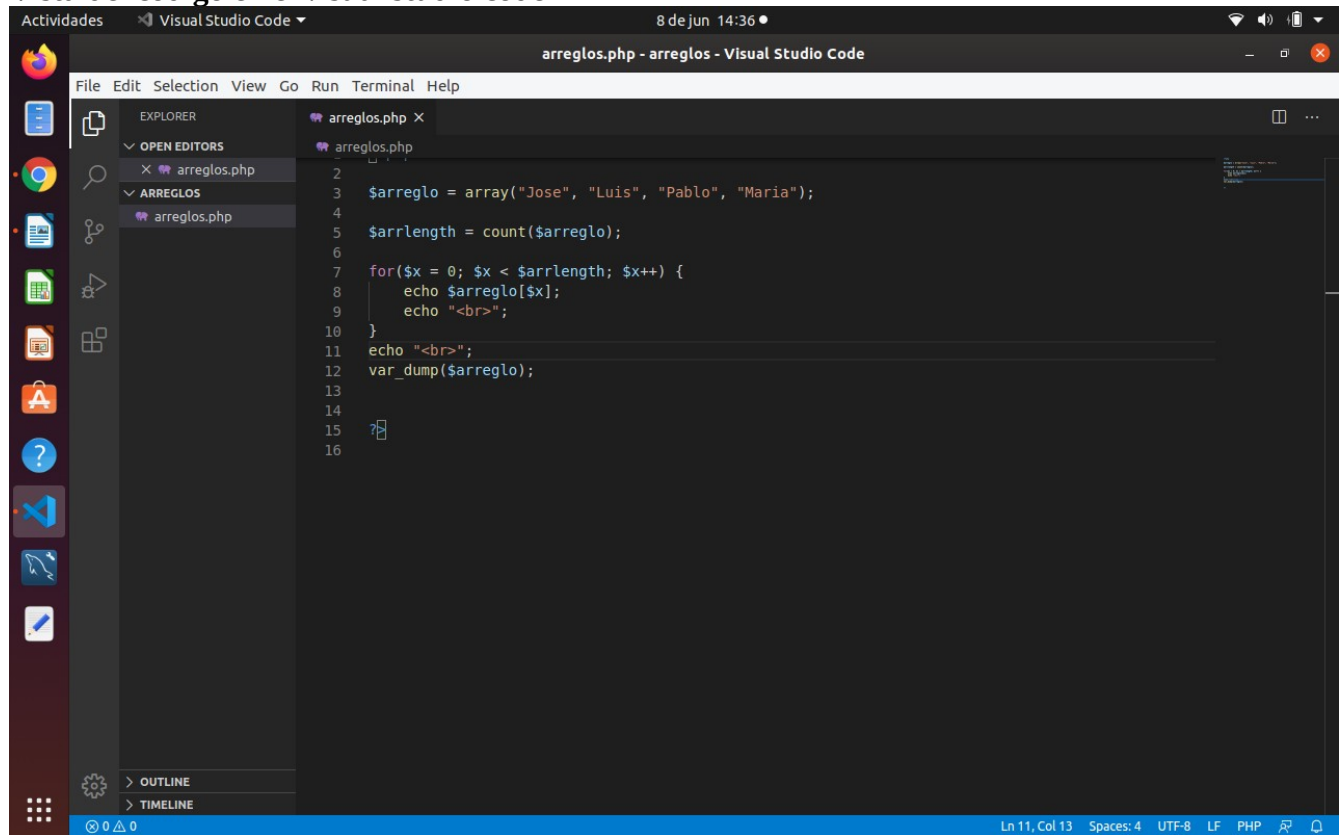 Actividades Visual Studio Code 8 de jun 14:36
arreglos.php - arreglos - Visual Studio Code
File Edit Selection View Go Run Terminal Help
EXPLORER
OPEN EDITORS
arreglos.php
ARREGLOS
arreglos.php
arreglos.php
arreglos.php
2
3 $arreglo = array("Jose", "Luis", "Pablo", "Maria");
4
5 $arrlength = count($arreglo);
6
7 for($x = 0; $x < $arrlength; $x++) {
8 echo $arreglo[$x];
9 echo "<br>";
10 }
11 echo "<br>";
12 var_dump($arreglo);
13
14
15 ?>
16
OUTLINE
TIMELINE
0 0 Ln 11, Col 13 Spaces: 4 UTF-8 LF PHP